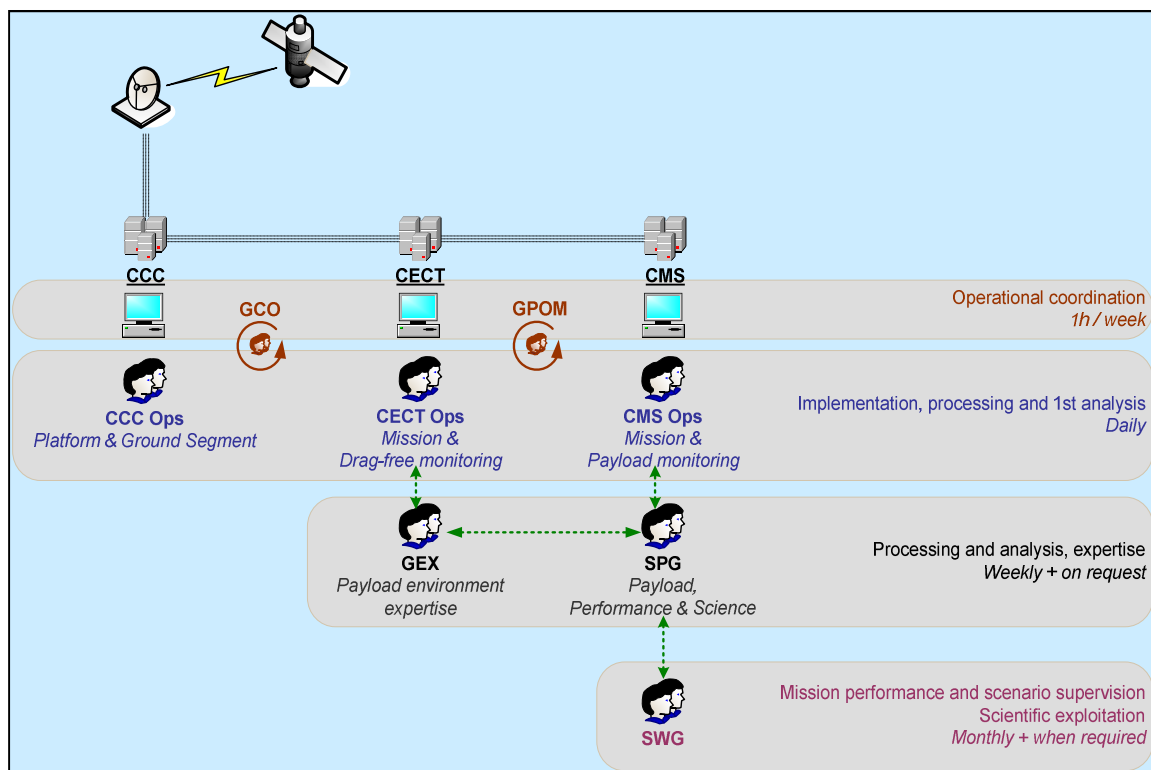 CCC
CECT
CMS
GCO
GPOM
Operational coordination
1h / week
CCC Ops
Platform & Ground Segment
CECT Ops
Mission &
Drag-free monitoring
CMS Ops
Mission &
Payload monitoring
Implementation, processing and 1st analysis
Daily
GEX
Payload environment
expertise
SPG
Payload,
Performance & Science
Processing and analysis, expertise
Weekly + on request
SWG
Mission performance and scenario supervision
Scientific exploitation
Monthly + when required